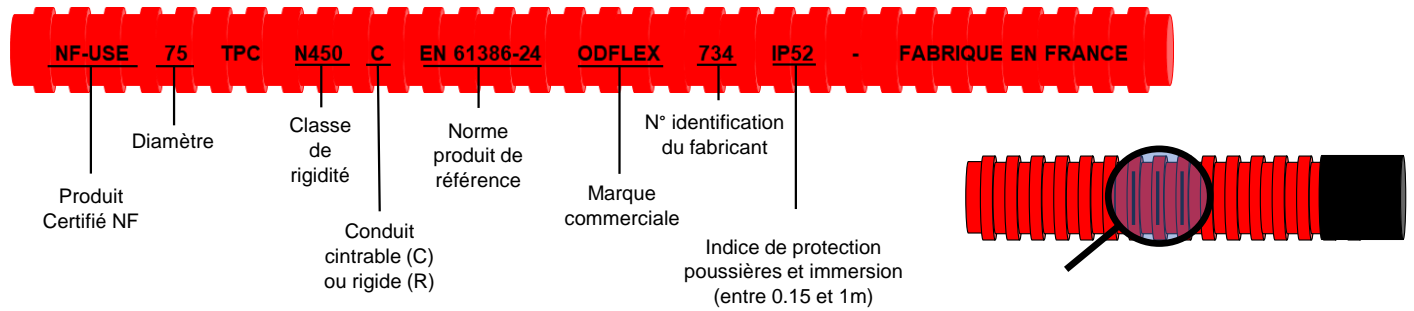 NF-USE 75 TPC N450 C EN 61386-24 ODFLEX 734 IP52 - FABRIQUE EN FRANCE
Produit
Certifié NF
Diamètre
Classe
de
rigidité
Conduit
cintrable (C)
ou rigide (R)
Norme
produit de
référence
Marque
commerciale
N° identification
du fabricant
Indice de protection
poussières et immersion
(entre 0.15 et 1m)